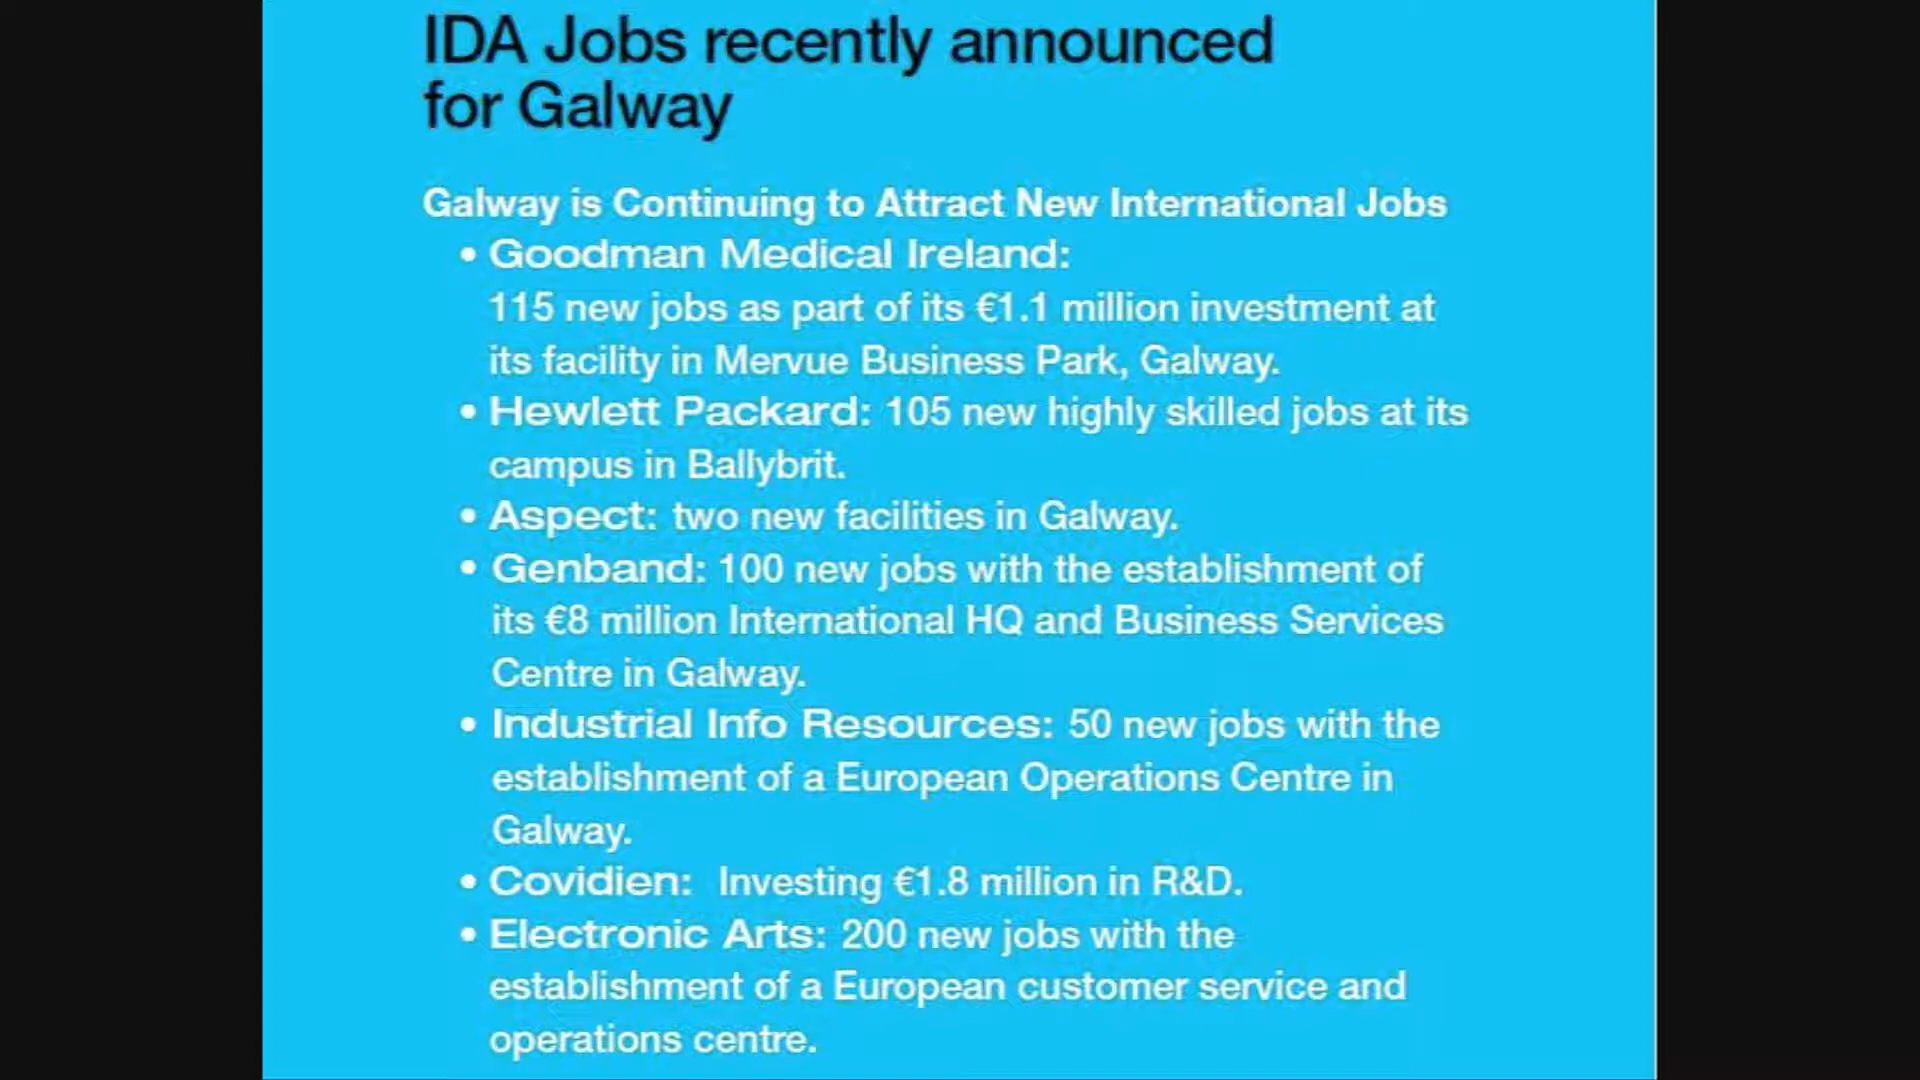 IDA Jobs recently announced
for Galway
Galway is Continuing to Attract New International Jobs
• Goodman Medical Ireland:
115 new jobs as part of its €1.1 million investment at
its facility in Mervue Business Park, Galway.
• Hewlett Packard: 105 new highly skilled jobs at its
campus in Ballybrit.
• Aspect: two new facilities in Galway.
• Genband: 100 new jobs with the establishment of
its €8 million International HQ and Business Services
Centre in Galway.
• Industrial Info Resources: 50 new jobs with the
establishment of a European Operations Centre in
Galway.
• Covidien: Investing €1.8 million in R&D.
• Electronic Arts: 200 new jobs with the
establishment of a European customer service and
operations centre.